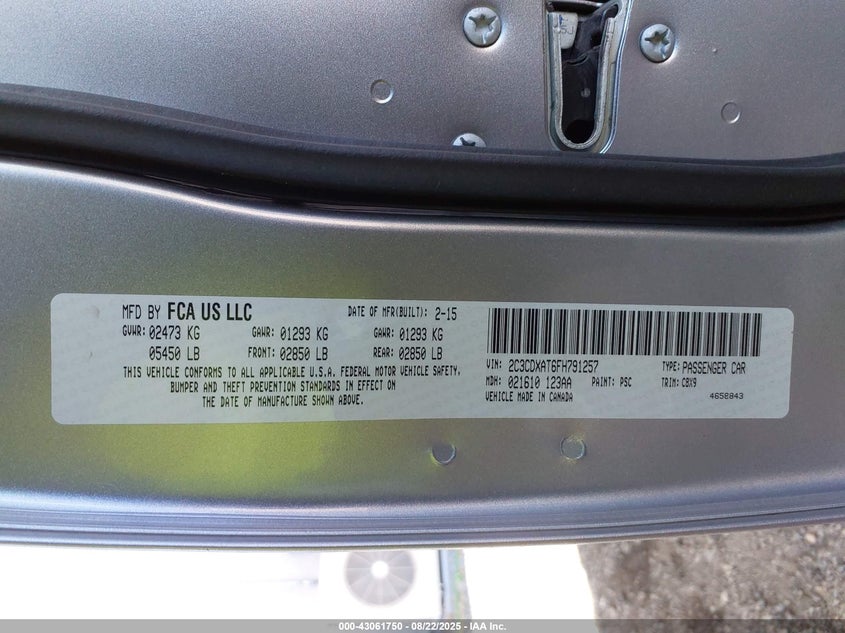 MFD BY FCA US LLC
DATE OF MFR(BUILT): 2-15
GVWR: 02473 KG GAWR: 01293 KG GAWR: 01293 KG
05450 LB FRONT: 02850 LB REAR: 02850 LB
THIS VEHICLE CONFORMS TO ALL APPLICABLE U.S.A. FEDERAL MOTOR VEHICLE SAFETY,
BUMPER AND THEFT PREVENTION STANDARDS IN EFFECT ON
THE DATE OF MANUFACTURE SHOWN ABOVE.
VIN: 2C3CDXAT6FH791257 TYPE: PASSENGER CAR
MDH: 021610 123AA PAINT: PSC TRIM: CBX9
VEHICLE MADE IN CANADA 4658843
000-43061750 - 08/22/2025 - IAA Inc.